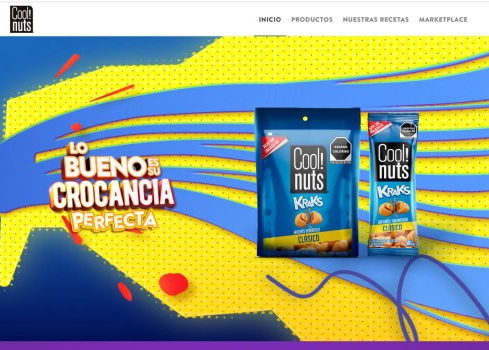 Cool!
nuts
INICIO
PRODUCTOS
NUESTRAS RECETAS
MARKETPLACE
LO
BUENO ES SU
CROCANCIA
PERFECTA
Cool!
nuts
KRAKS
CLÁSICO
EXCESO
CALORÍAS
Cool!
nuts
KRAKS
CLÁSICO